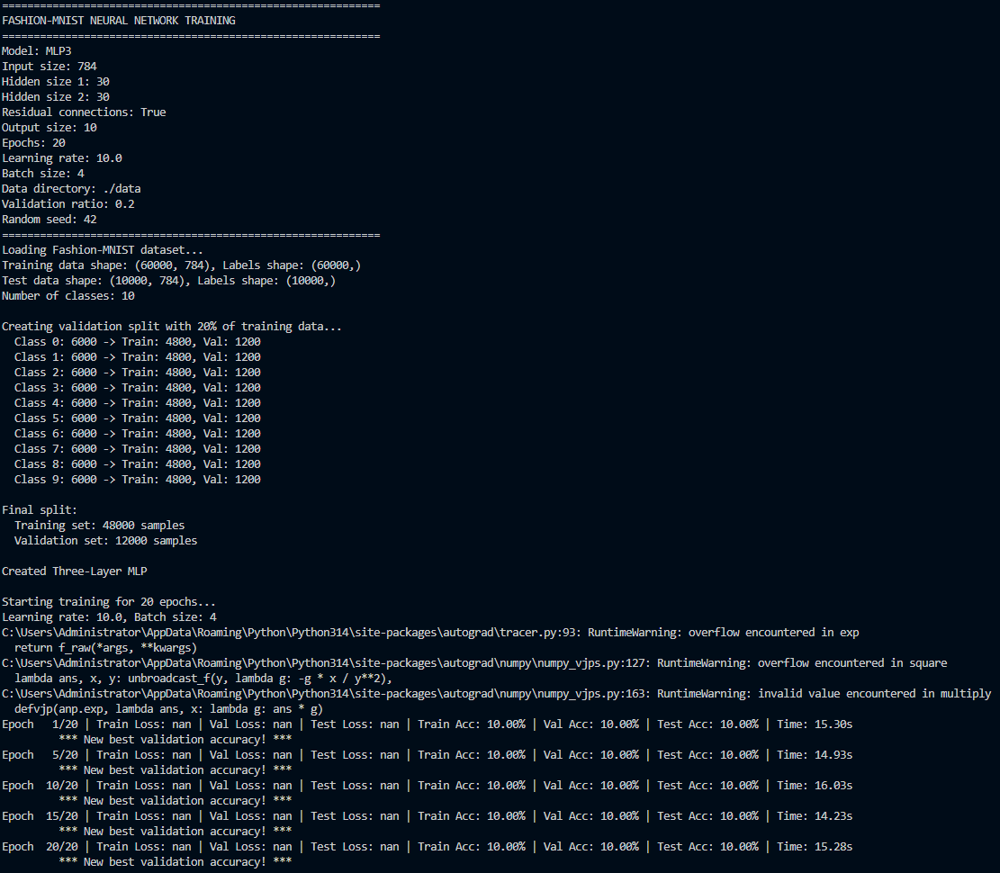 ============================================================
FASHION-MNIST NEURAL NETWORK TRAINING
============================================================
Model: MLP3
Input size: 784
Hidden size 1: 30
Hidden size 2: 30
Residual connections: True
Output size: 10
Epochs: 20
Learning rate: 10.0
Batch size: 4
Data directory: ./data
Validation ratio: 0.2
Random seed: 42
============================================================
Loading Fashion-MNIST dataset...
Training data shape: (60000, 784), Labels shape: (60000,)
Test data shape: (10000, 784), Labels shape: (10000,)
Number of classes: 10

Creating validation split with 20% of training data...
  Class 0: 6000 -> Train: 4800, Val: 1200
  Class 1: 6000 -> Train: 4800, Val: 1200
  Class 2: 6000 -> Train: 4800, Val: 1200
  Class 3: 6000 -> Train: 4800, Val: 1200
  Class 4: 6000 -> Train: 4800, Val: 1200
  Class 5: 6000 -> Train: 4800, Val: 1200
  Class 6: 6000 -> Train: 4800, Val: 1200
  Class 7: 6000 -> Train: 4800, Val: 1200
  Class 8: 6000 -> Train: 4800, Val: 1200
  Class 9: 6000 -> Train: 4800, Val: 1200

Final split:
  Training set: 48000 samples
  Validation set: 12000 samples

Created Three-Layer MLP

Starting training for 20 epochs...
Learning rate: 10.0, Batch size: 4
C:\Users\Administrator\AppData\Roaming\Python\Python314\site-packages\autograd\tracer.py:93: RuntimeWarning: overflow encountered in exp
  return f_raw(*args, **kwargs)
C:\Users\Administrator\AppData\Roaming\Python\Python314\site-packages\autograd\numpy\numpy_vjps.py:127: RuntimeWarning: overflow encountered in square
  lambda ans, x, y: unbroadcast_f(y, lambda g: -g * x / y**2),
C:\Users\Administrator\AppData\Roaming\Python\Python314\site-packages\autograd\numpy\numpy_vjps.py:163: RuntimeWarning: invalid value encountered in multiply
  defvjp(anp.exp, lambda ans, x: lambda g: ans * g)
Epoch   1/20 | Train Loss: nan | Val Loss: nan | Test Loss: nan | Train Acc: 10.00% | Val Acc: 10.00% | Test Acc: 10.00% | Time: 15.30s
         *** New best validation accuracy! ***
Epoch   5/20 | Train Loss: nan | Val Loss: nan | Test Loss: nan | Train Acc: 10.00% | Val Acc: 10.00% | Test Acc: 10.00% | Time: 14.93s
         *** New best validation accuracy! ***
Epoch  10/20 | Train Loss: nan | Val Loss: nan | Test Loss: nan | Train Acc: 10.00% | Val Acc: 10.00% | Test Acc: 10.00% | Time: 16.03s
         *** New best validation accuracy! ***
Epoch  15/20 | Train Loss: nan | Val Loss: nan | Test Loss: nan | Train Acc: 10.00% | Val Acc: 10.00% | Test Acc: 10.00% | Time: 14.23s
         *** New best validation accuracy! ***
Epoch  20/20 | Train Loss: nan | Val Loss: nan | Test Loss: nan | Train Acc: 10.00% | Val Acc: 10.00% | Test Acc: 10.00% | Time: 15.28s
         *** New best validation accuracy! ***